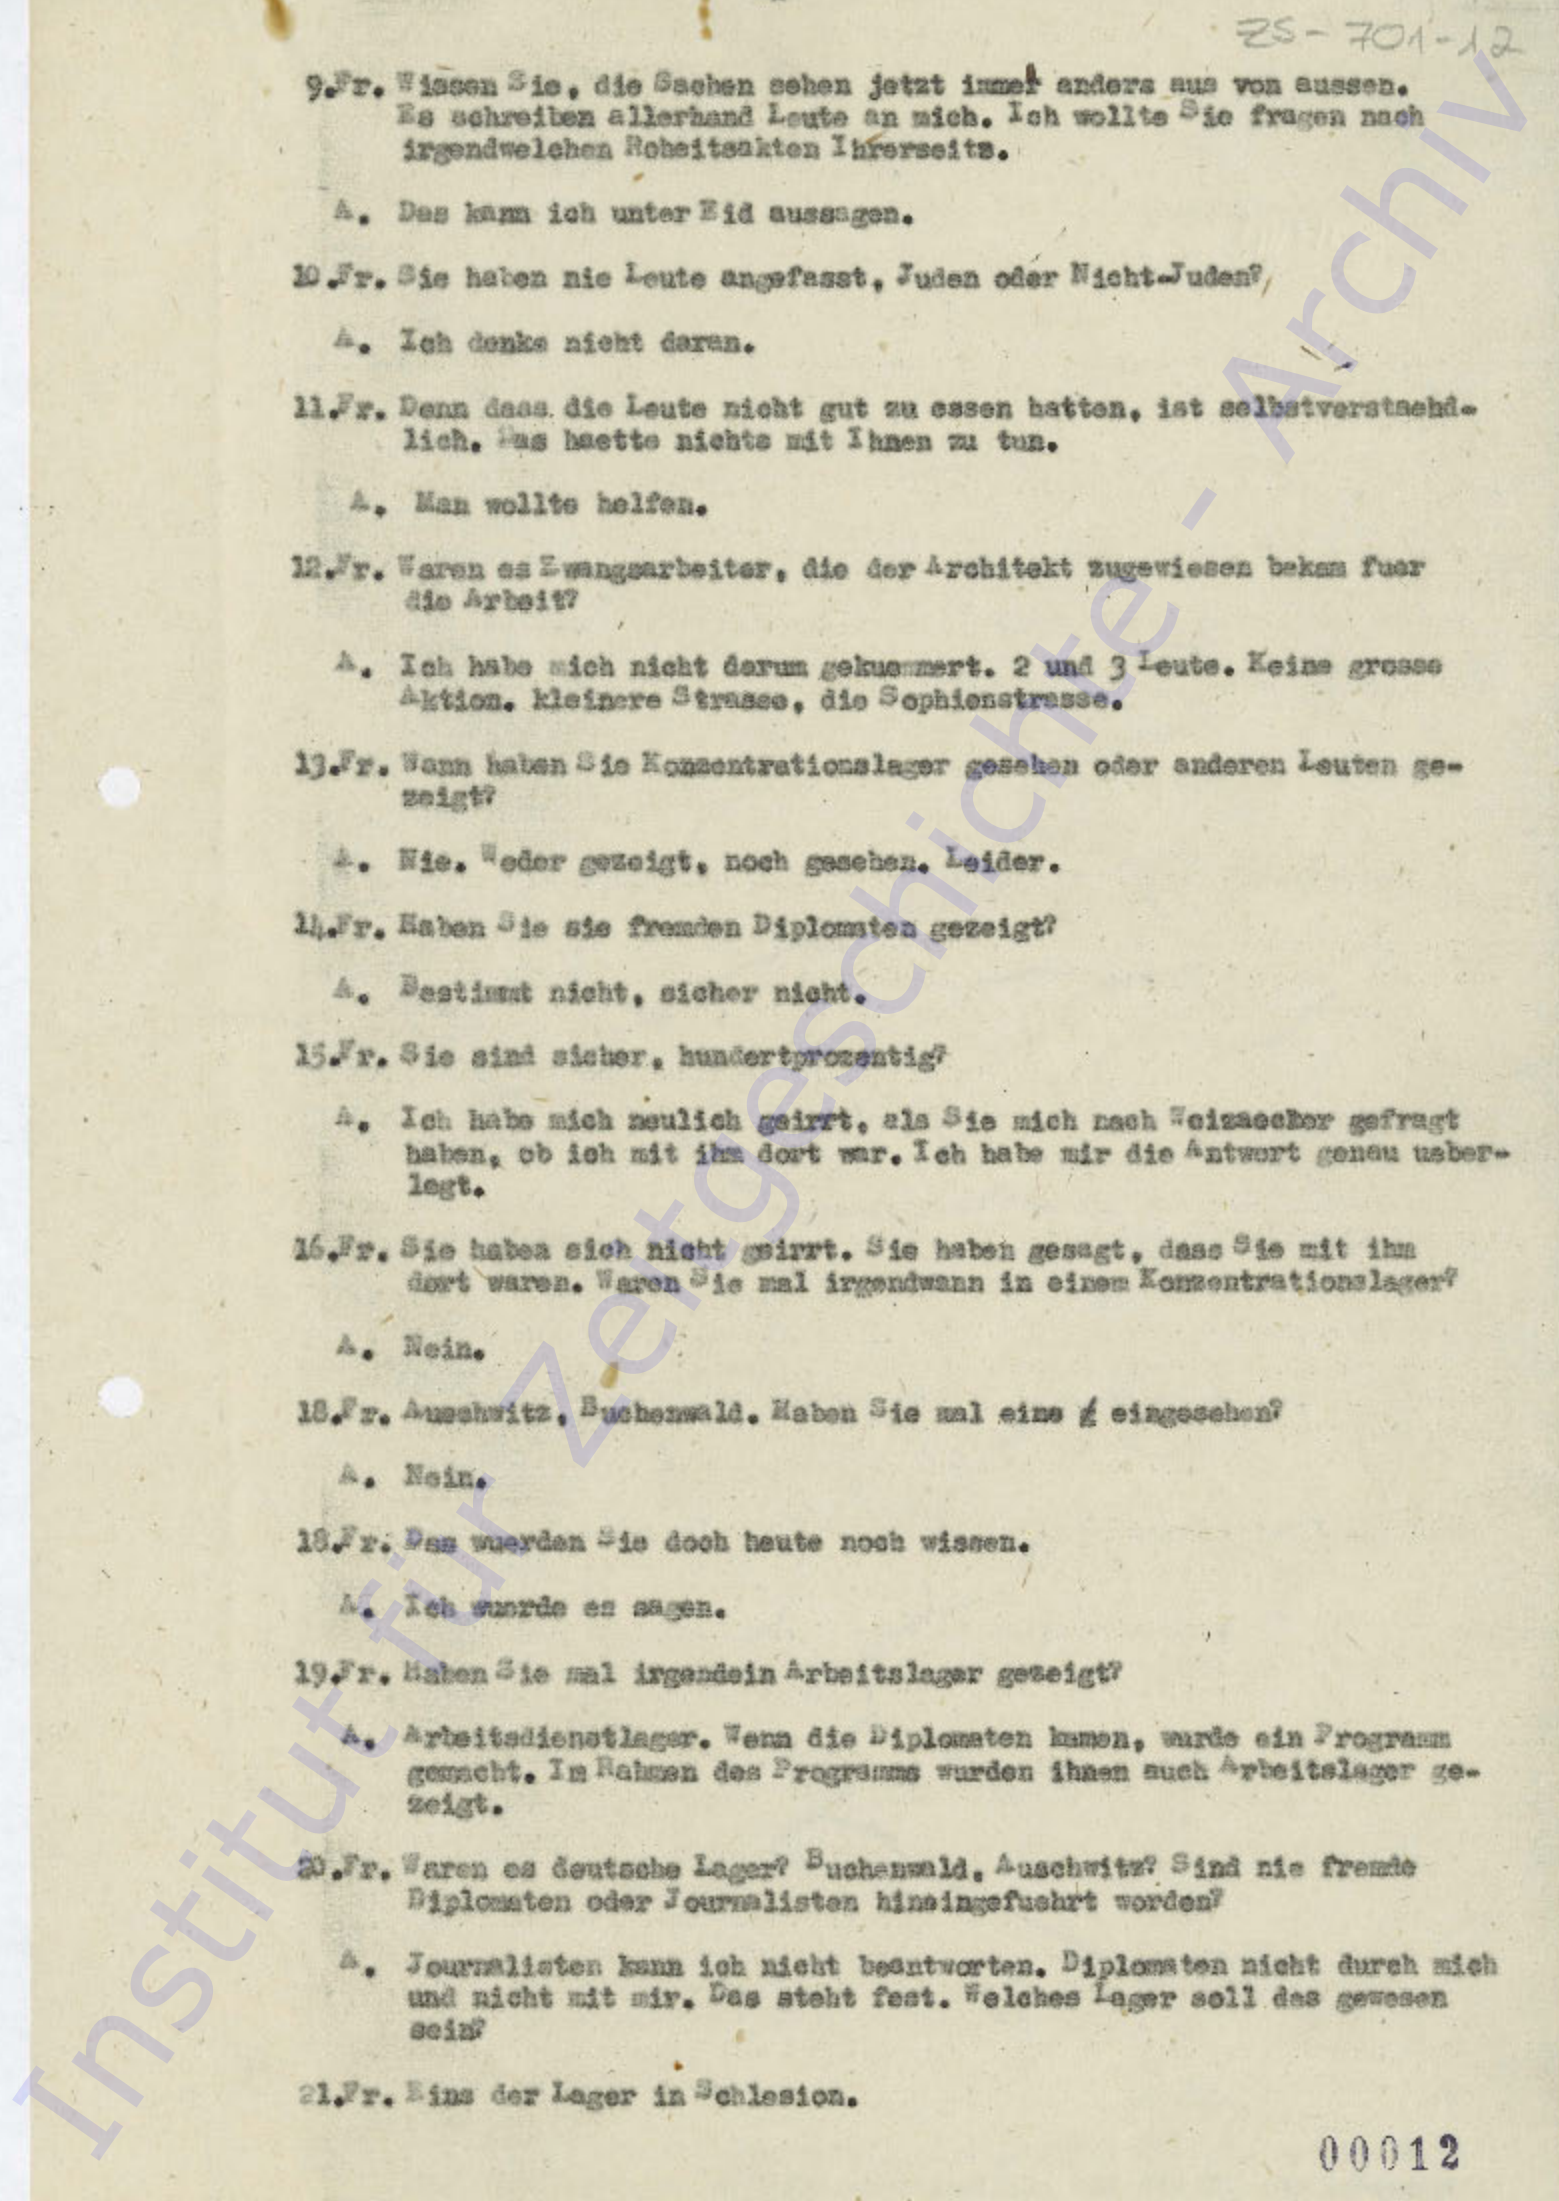 ZS - 701-12
9.Fr. Wissen Sie, die Sachen sehen jetzt immer anders aus von aussen.
Es schreiben allerhand Leute an mich. Ich wollte Sie fragen nach
irgendwelchen Roheitsakten Ihrerseits.
A. Das kann ich unter Eid aussagen.
10.Fr. Sie haben nie Leute angefasst, Juden oder Nicht-Juden?
A. Ich denke nicht daran.
11.Fr. Denn dass die Leute nicht gut zu essen hatten, ist selbstverstaehd-
lich. Das haette nichts mit Ihnen zu tun.
A. Man wollte helfen.
12.Fr. Waren es Zwangsarbeiter, die der Architekt zugewiesen bekam fuer
die Arbeit?
A. Ich habe mich nicht darum gekuemmert. 2 und 3 Leute. Keine grosse
Aktion. kleinere Strasse, die Sophienstrasse.
13.Fr. Wann haben Sie Konzentrationslager gesehen oder anderen Leuten ge-
zeigt?
A. Nie. Weder gezeigt, noch gesehen. Leider.
14.Fr. Haben Sie sie fremden Diplomaten gezeigt?
A. Bestimmt nicht, sicher nicht.
15.Fr. Sie sind sicher, hundertprozentig?
A. Ich habe mich neulich geirrt, als Sie mich nach Weizaecker gefragt
haben, ob ich mit ihm dort war. Ich habe mir die Antwort genau ueber-
legt.
16.Fr. Sie haben sich nicht geirrt. Sie haben gesagt, dass Sie mit ihm
dort waren. Waren Sie mal irgendwann in einem Konzentrationslager?
A. Nein.
18.Fr. Auschwitz, Buchenwald. Haben Sie mal eins eingesehen?
A. Nein.
18.Fr. Das wuerden Sie doch heute noch wissen.
A. Ich wuerde es sagen.
19.Fr. Haben Sie mal irgendein Arbeitslager gezeigt?
A. Arbeitsdienstlager. Wenn die Diplomaten kamen, wurde ein Programm
gemacht. Im Rahmen des Programms wurden ihnen auch Arbeitslager ge-
zeigt.
20.Fr. Waren es deutsche Lager? Buchenwald, Auschwitz? Sind nie fremde
Diplomaten oder Journalisten hineingefuehrt worden?
A. Journalisten kann ich nicht beantworten. Diplomaten nicht durch mich
und nicht mit mir. Das steht fest. Welches Lager soll das gewesen
sein?
21.Fr. Eins der Lager in Schlesion.
00012
Institut für Zeitgeschichte - Archiv